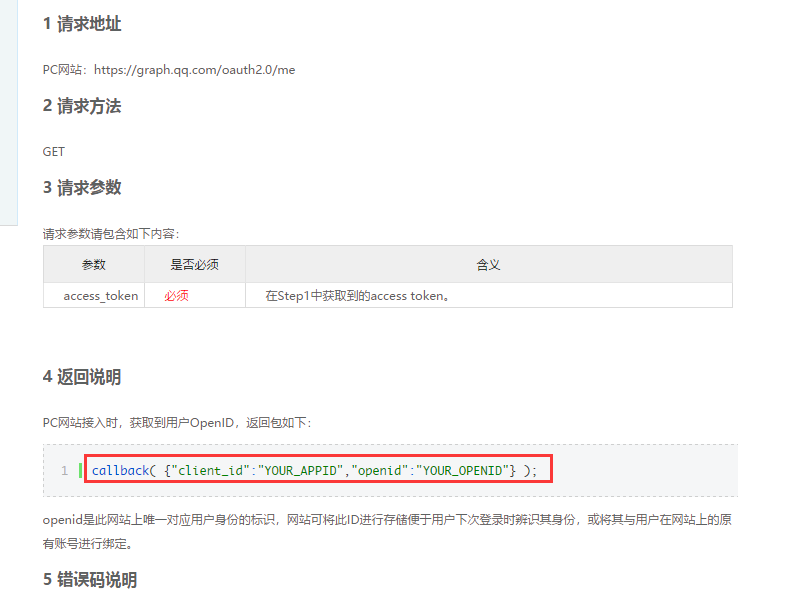 1 请求地址
PC网站：https://graph.qq.com/oauth2.0/me
2 请求方法
GET
3 请求参数
请求参数请包含如下内容：
参数 是否必须 含义
access_token 必须 在Step1中获取到的access token。
4 返回说明
PC网站接入时，获取到用户OpenID，返回包如下：
1 callback( {"client_id":"YOUR_APPID","openid":"YOUR_OPENID"} );
openid是此网站上唯一对应用户身份的标识，网站可将此ID进行存储便于用户下次登录时辨识其身份，或将其与用户在网站上的原
有账号进行绑定。
5 错误码说明